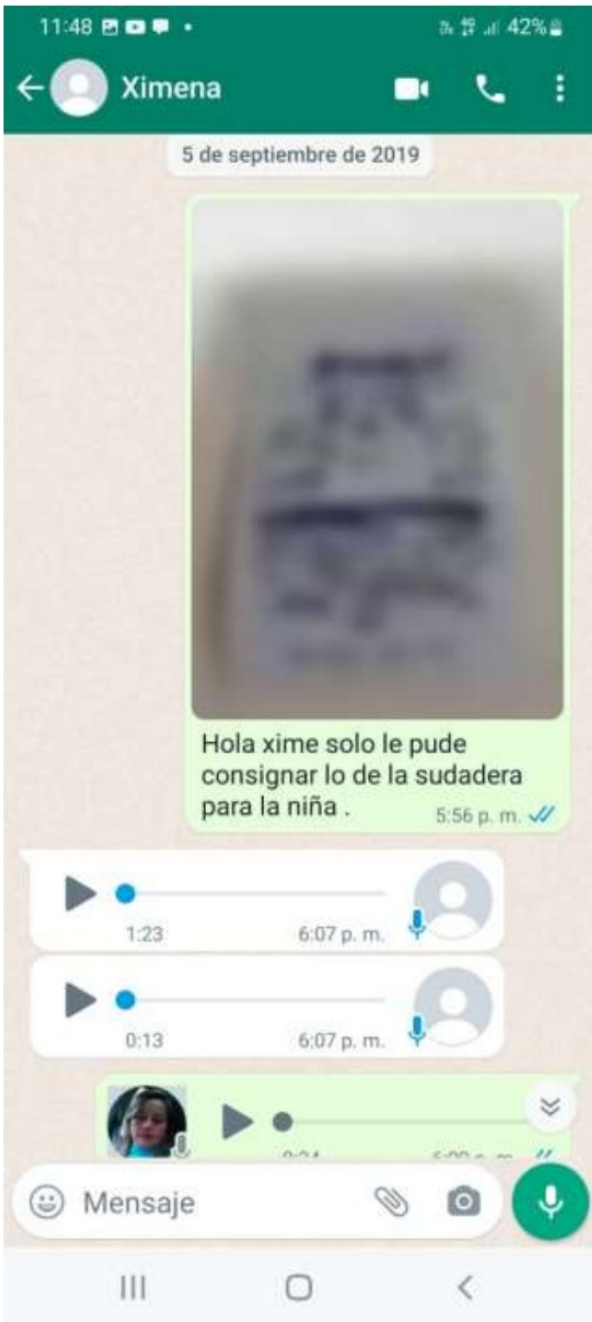 11:48 42%
Ximena
5 de septiembre de 2019
Hola xime solo le pude
consignar lo de la sudadera
para la niña .
5:56 p. m.
1:23 6:07 p. m.
0:13 6:07 p. m.
Mensaje